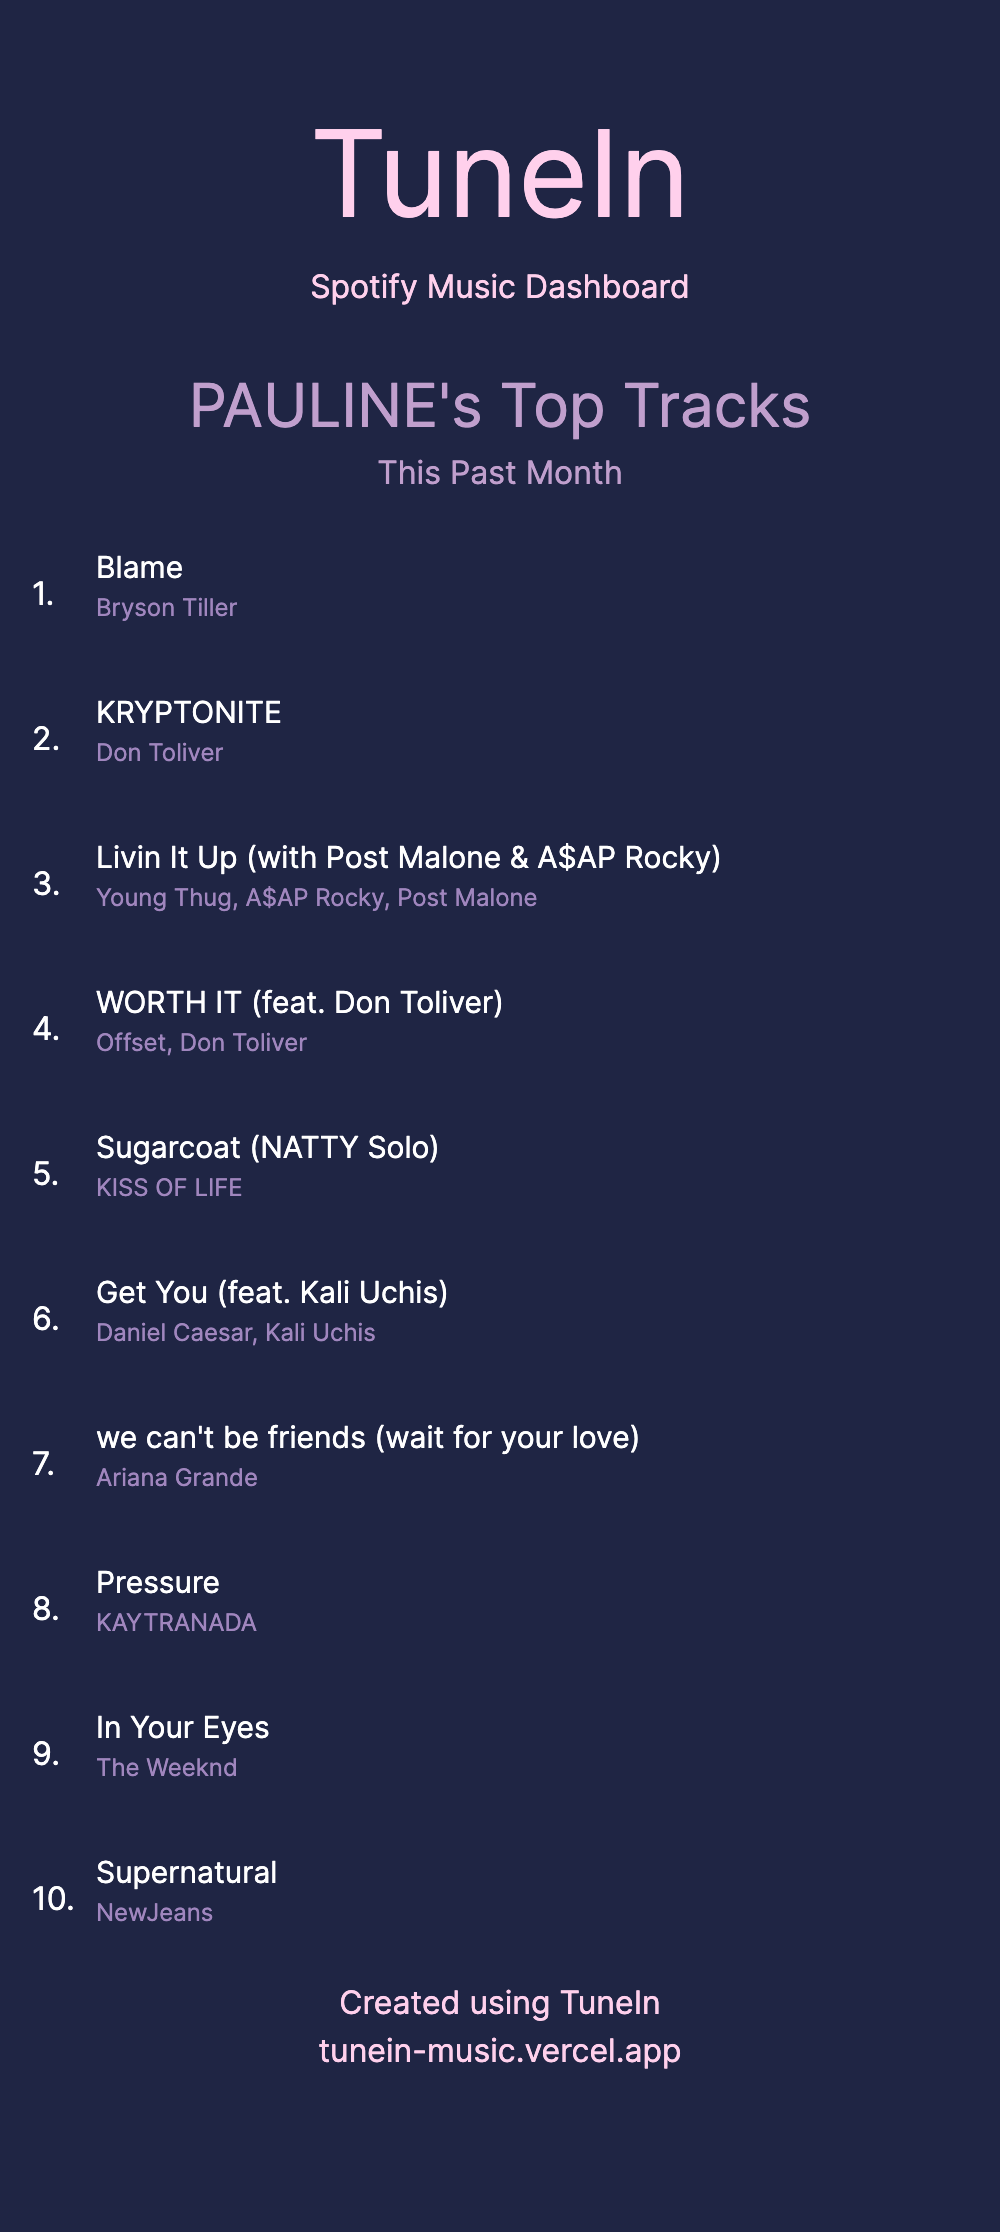 TuneIn
Spotify Music Dashboard
PAULINE's Top Tracks
This Past Month
1.
Blame
Bryson Tiller
2.
KRYPTONITE
Don Toliver
3.
Livin It Up (with Post Malone & A$AP Rocky)
Young Thug, A$AP Rocky, Post Malone
4.
WORTH IT (feat. Don Toliver)
Offset, Don Toliver
5.
Sugarcoat (NATTY Solo)
KISS OF LIFE
6.
Get You (feat. Kali Uchis)
Daniel Caesar, Kali Uchis
7.
we can't be friends (wait for your love)
Ariana Grande
8.
Pressure
KAYTRANADA
9.
In Your Eyes
The Weeknd
10.
Supernatural
NewJeans
Created using TuneIn
tunein-music.vercel.app